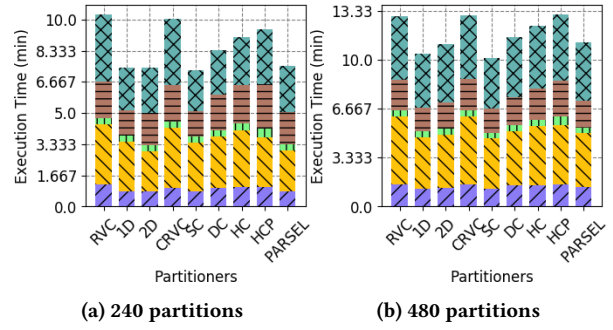 Execution Time (min)
10.0
8.333
6.667
5.0
3.333
1.667
0.0
RVC
1D
2D
CRVC
SC
DC
HC
HCP
PARSEL
Partitioners
(a) 240 partitions
Execution Time (min)
13.33
10.0
6.667
3.333
0.0
RVC
1D
2D
CRVC
SC
DC
HC
HCP
PARSEL
Partitioners
(b) 480 partitions